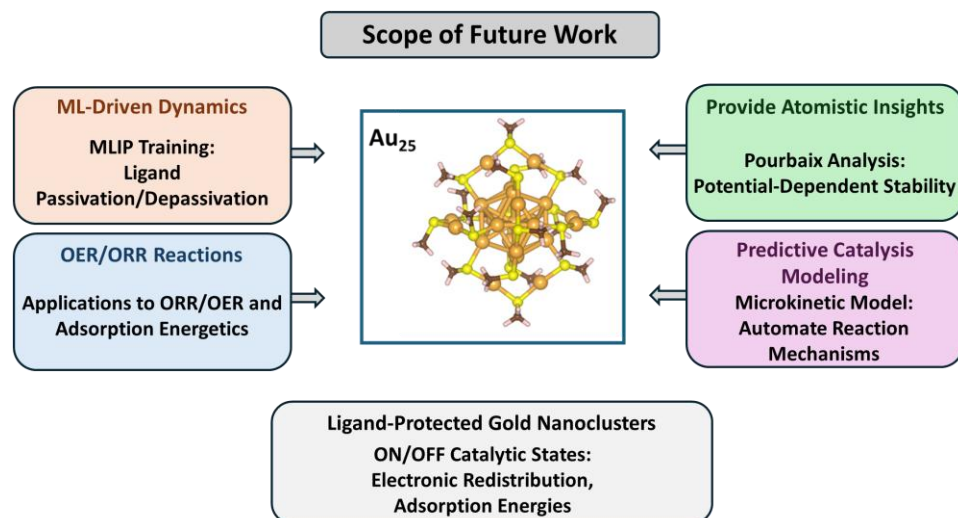 Scope of Future Work
ML-Driven Dynamics
MLIP Training:
Ligand
Passivation/Depassivation
OER/ORR Reactions
Applications to ORR/OER and
Adsorption Energetics
Au₂₅
Provide Atomistic Insights
Pourbaix Analysis:
Potential-Dependent Stability
Predictive Catalysis
Modeling
Microkinetic Model:
Automate Reaction
Mechanisms
Ligand-Protected Gold Nanoclusters
ON/OFF Catalytic States:
Electronic Redistribution,
Adsorption Energies